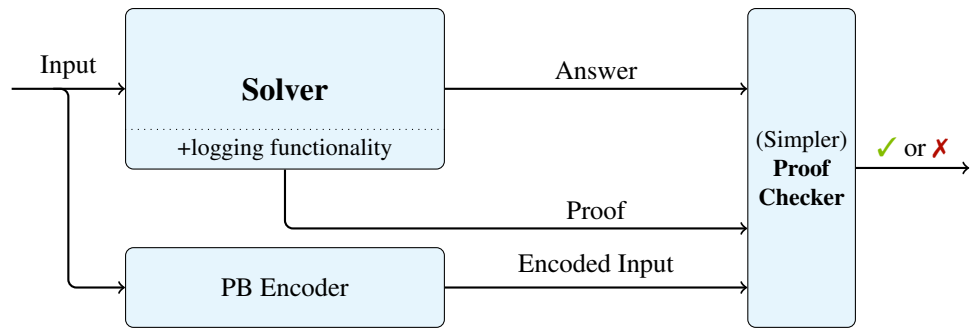 Input
Solver
+logging functionality
Answer
Proof
PB Encoder
Encoded Input
(Simpler)
Proof
Checker
✓ or ✗